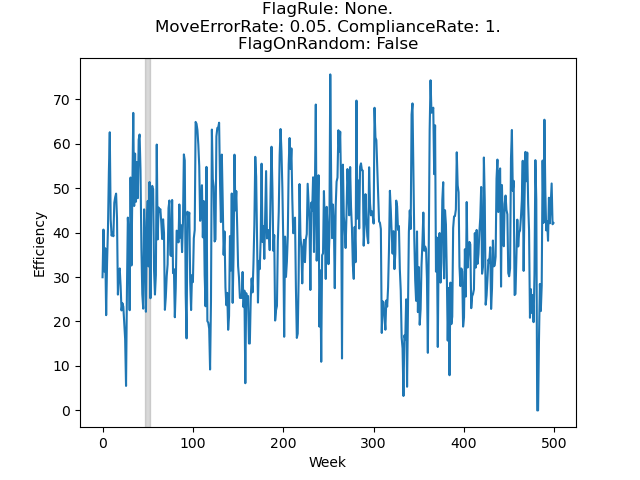 FlagRule: None.
MoveErrorRate: 0.05. ComplianceRate: 1.
FlagOnRandom: False
70
60
50
40
30
20
10
0
Efficiency
0 100 200 300 400 500
Week